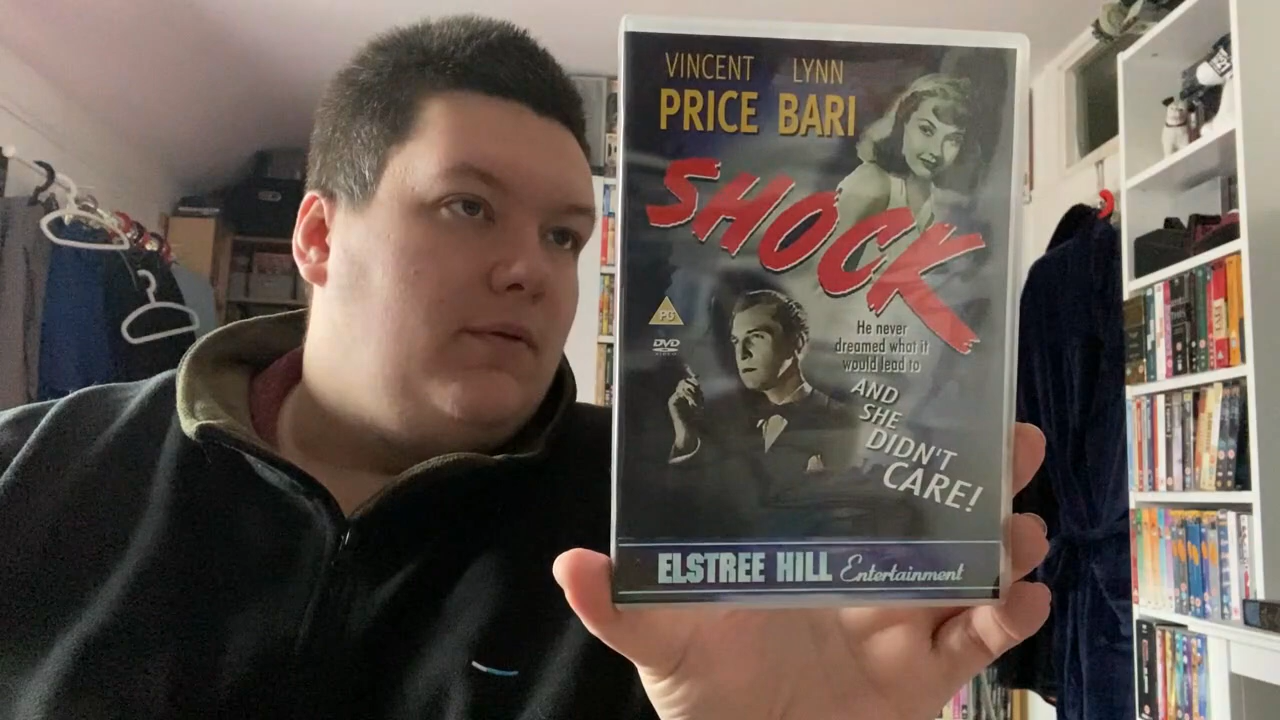 VINCENT LYNN
PRICE BARI
SHOCK
PG
DVD
He never
dreamed what it
would lead to
AND
SHE
DIDN'T
CARE!
ELSTREE HILL Entertainment